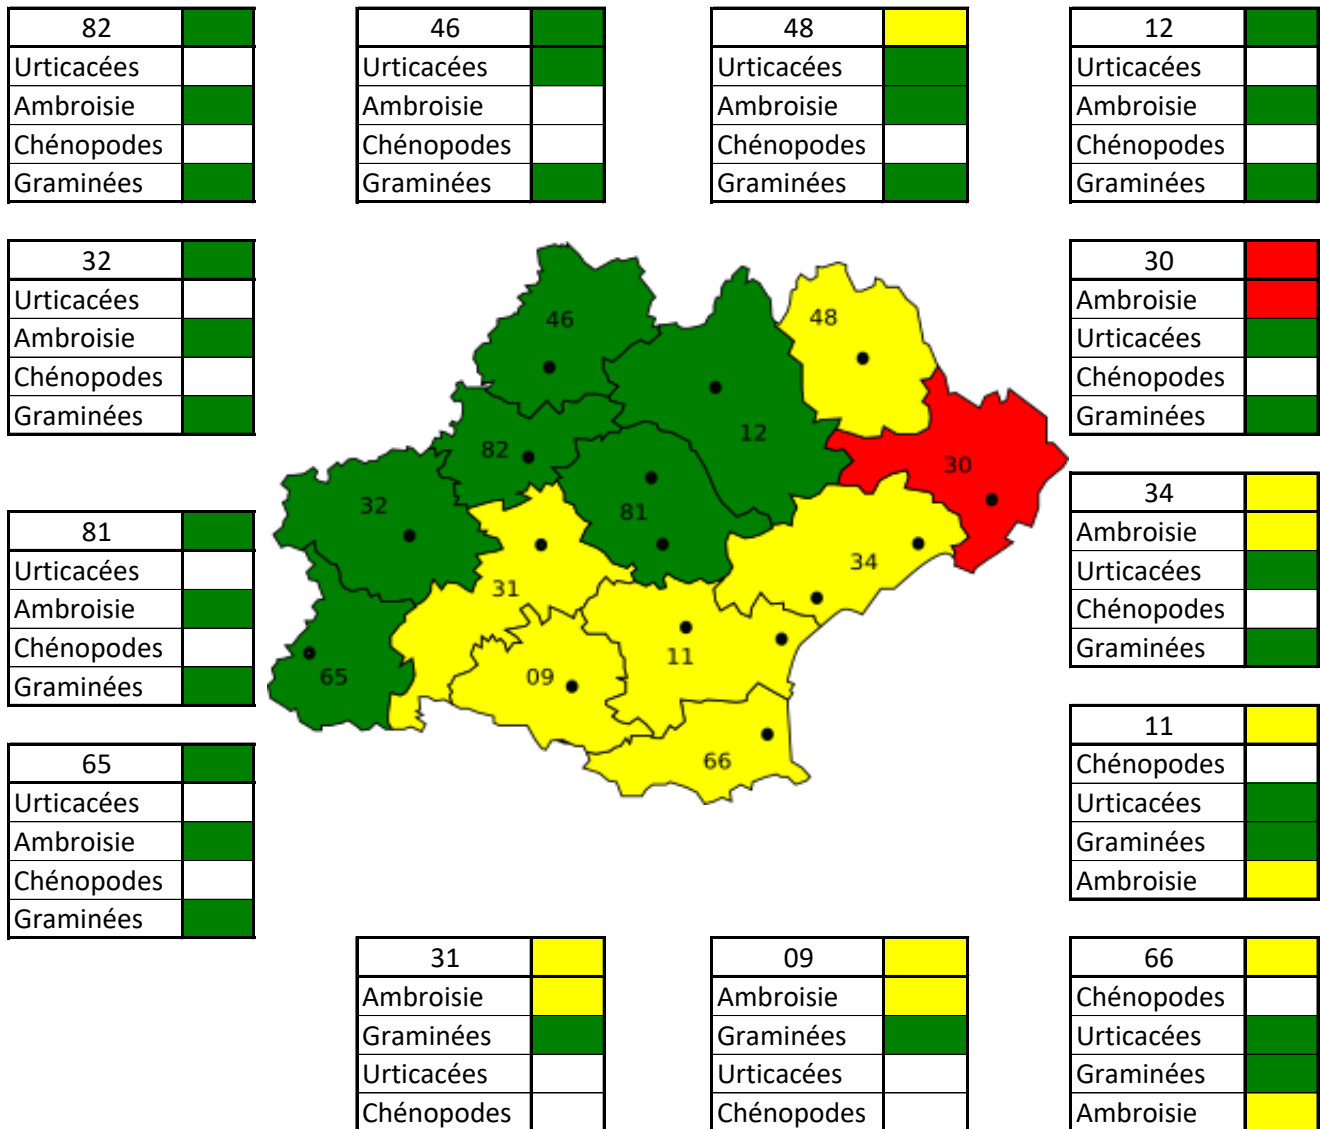 82
Urticacées
Ambroisie
Chénopodes
Graminées
46
Urticacées
Ambroisie
Chénopodes
Graminées
48
Urticacées
Ambroisie
Chénopodes
Graminées
12
Urticacées
Ambroisie
Chénopodes
Graminées
32
Urticacées
Ambroisie
Chénopodes
Graminées
81
Urticacées
Ambroisie
Chénopodes
Graminées
65
Urticacées
Ambroisie
Chénopodes
Graminées
46
48
12
82
30
32
81
34
31
11
09
65
66
30
Ambroisie
Urticacées
Chénopodes
Graminées
34
Ambroisie
Urticacées
Chénopodes
Graminées
11
Chénopodes
Urticacées
Graminées
Ambroisie
31
Ambroisie
Graminées
Urticacées
Chénopodes
09
Ambroisie
Graminées
Urticacées
Chénopodes
66
Chénopodes
Urticacées
Graminées
Ambroisie